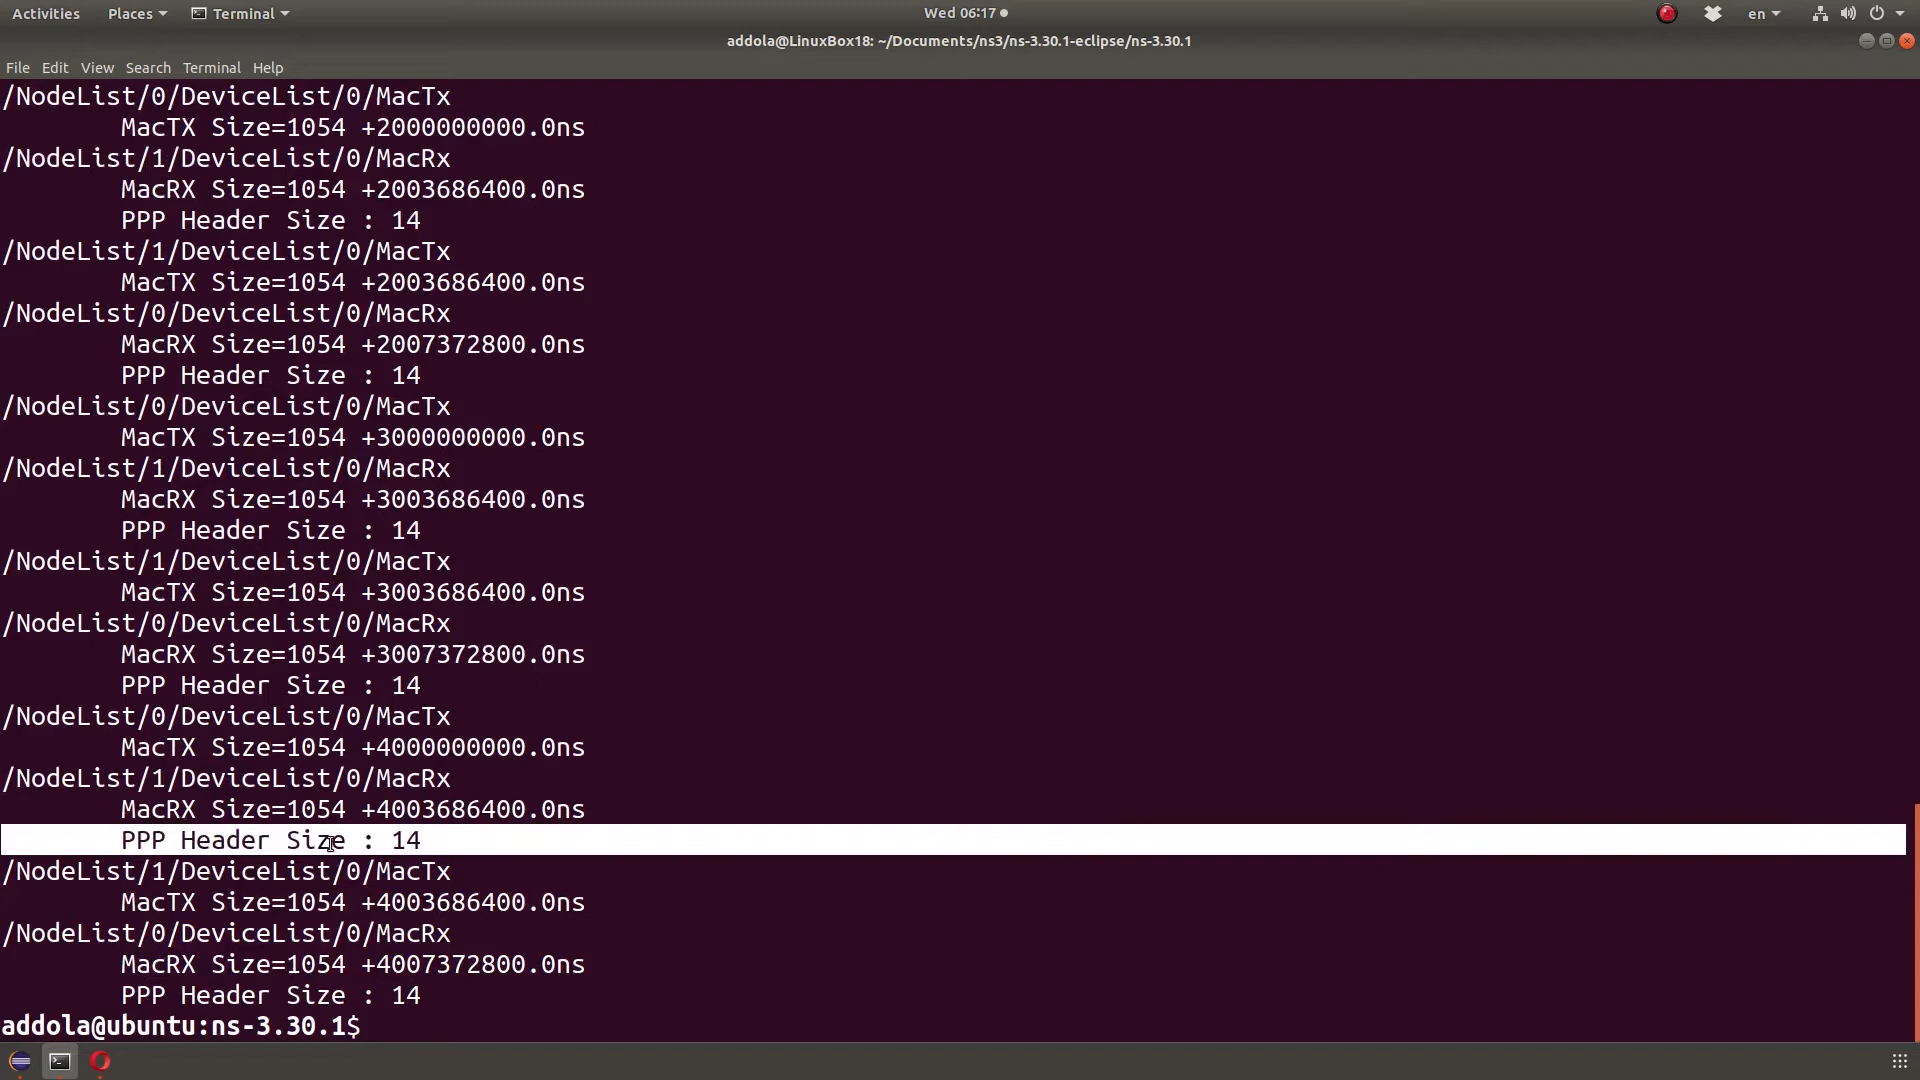 Activities Places Terminal Wed 06:17 en
addola@LinuxBox18: ~/Documents/ns3/ns-3.30.1-eclipse/ns-3.30.1
File Edit View Search Terminal Help
/NodeList/0/DeviceList/0/MacTx
MacTX Size=1054 +2000000000.0ns
/NodeList/1/DeviceList/0/MacRx
MacRX Size=1054 +2003686400.0ns
PPP Header Size : 14
/NodeList/1/DeviceList/0/MacTx
MacTX Size=1054 +2003686400.0ns
/NodeList/0/DeviceList/0/MacRx
MacRX Size=1054 +2007372800.0ns
PPP Header Size : 14
/NodeList/0/DeviceList/0/MacTx
MacTX Size=1054 +3000000000.0ns
/NodeList/1/DeviceList/0/MacRx
MacRX Size=1054 +3003686400.0ns
PPP Header Size : 14
/NodeList/1/DeviceList/0/MacTx
MacTX Size=1054 +3003686400.0ns
/NodeList/0/DeviceList/0/MacRx
MacRX Size=1054 +3007372800.0ns
PPP Header Size : 14
/NodeList/0/DeviceList/0/MacTx
MacTX Size=1054 +4000000000.0ns
/NodeList/1/DeviceList/0/MacRx
MacRX Size=1054 +4003686400.0ns
PPP Header Size : 14
/NodeList/1/DeviceList/0/MacTx
MacTX Size=1054 +4003686400.0ns
/NodeList/0/DeviceList/0/MacRx
MacRX Size=1054 +4007372800.0ns
PPP Header Size : 14
addola@ubuntu:ns-3.30.1$